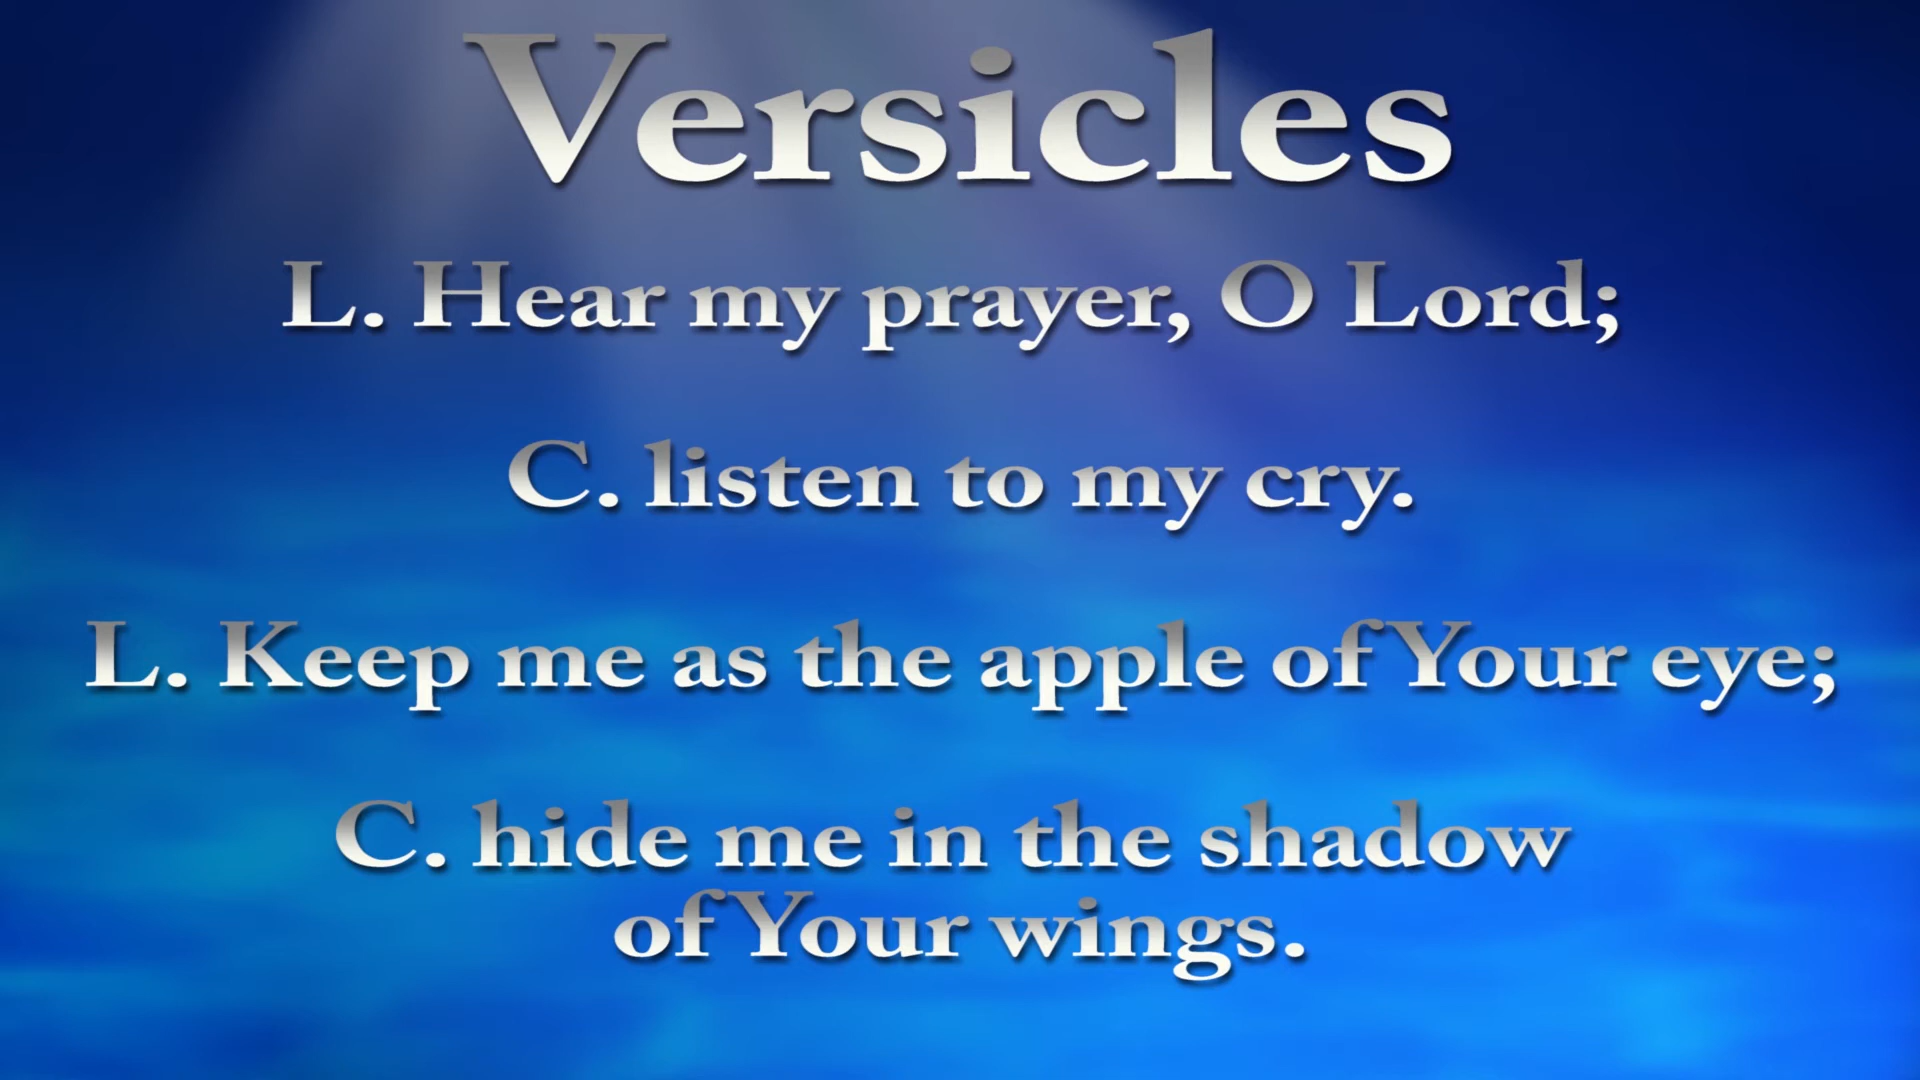 Versicles
L. Hear my prayer, O Lord;
C. listen to my cry.
L. Keep me as the apple of Your eye;
C. hide me in the shadow
of Your wings.